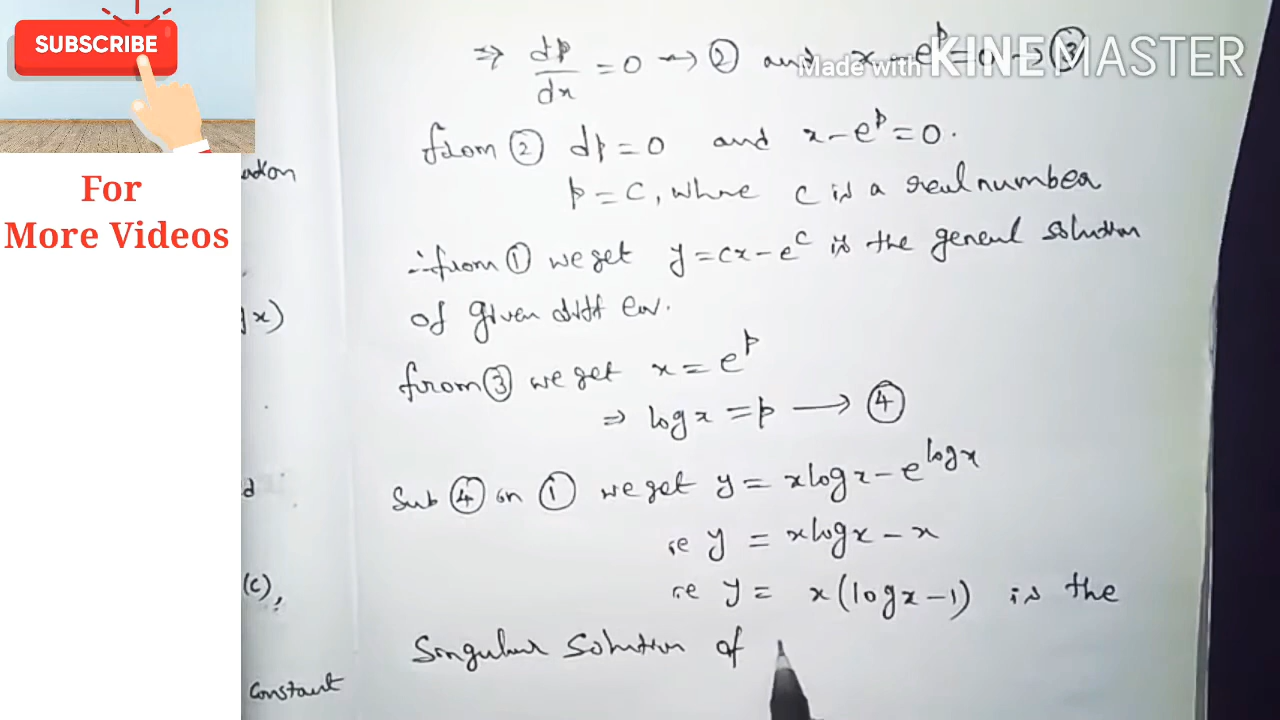 SUBSCRIBE
For
More Videos
Made with KINEMASTER
⇒ dp/dx = 0 → ② and x - e^p = 0 → ③
from ② dp = 0 and x - e^p = 0.
p = c, where c is a real number
∴ from ① we get y = cx - e^c is the general solution
of given diff en.
from ③ we get x = e^p
⇒ log x = p → ④
Sub ④ in ① we get y = x log x - e^{log x}
ie y = x log x - x
ie y = x(log x - 1) is the
Singular Solution of
x)
d
(c),
constant